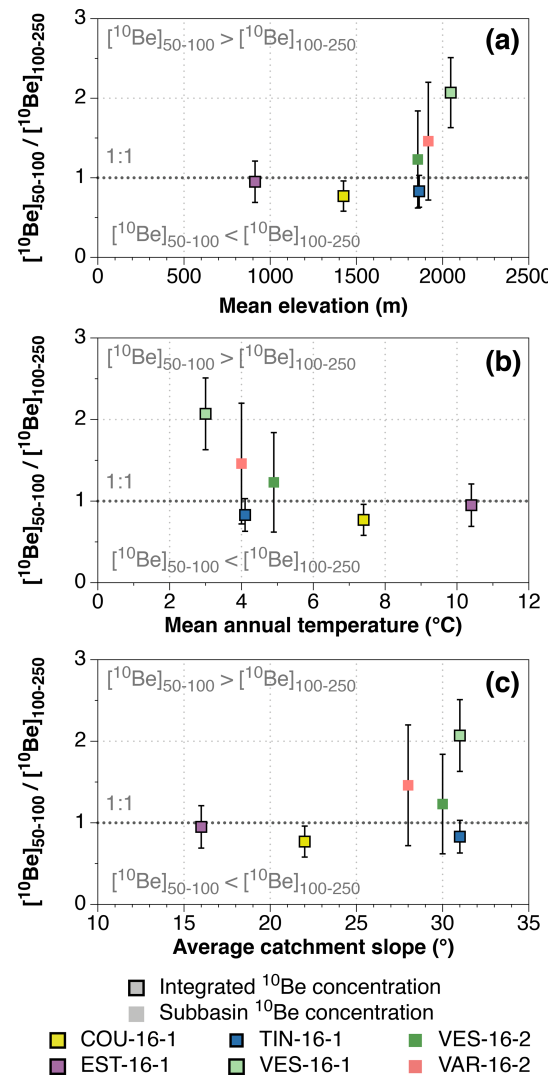 3
[10Be]50-100 > [10Be]100-250
(a)
2
1:1
1
[10Be]50-100 < [10Be]100-250
0
0 500 1000 1500 2000 2500
Mean elevation (m)
[10Be]50-100 / [10Be]100-250
3
[10Be]50-100 > [10Be]100-250
(b)
2
1:1
1
[10Be]50-100 < [10Be]100-250
0
0 2 4 6 8 10 12
Mean annual temperature (°C)
[10Be]50-100 / [10Be]100-250
3
[10Be]50-100 > [10Be]100-250
(c)
2
1:1
1
[10Be]50-100 < [10Be]100-250
0
10 15 20 25 30 35
Average catchment slope (°)
[10Be]50-100 / [10Be]100-250
Integrated 10Be concentration
Subbasin 10Be concentration
COU-16-1 TIN-16-1 VES-16-2
EST-16-1 VES-16-1 VAR-16-2